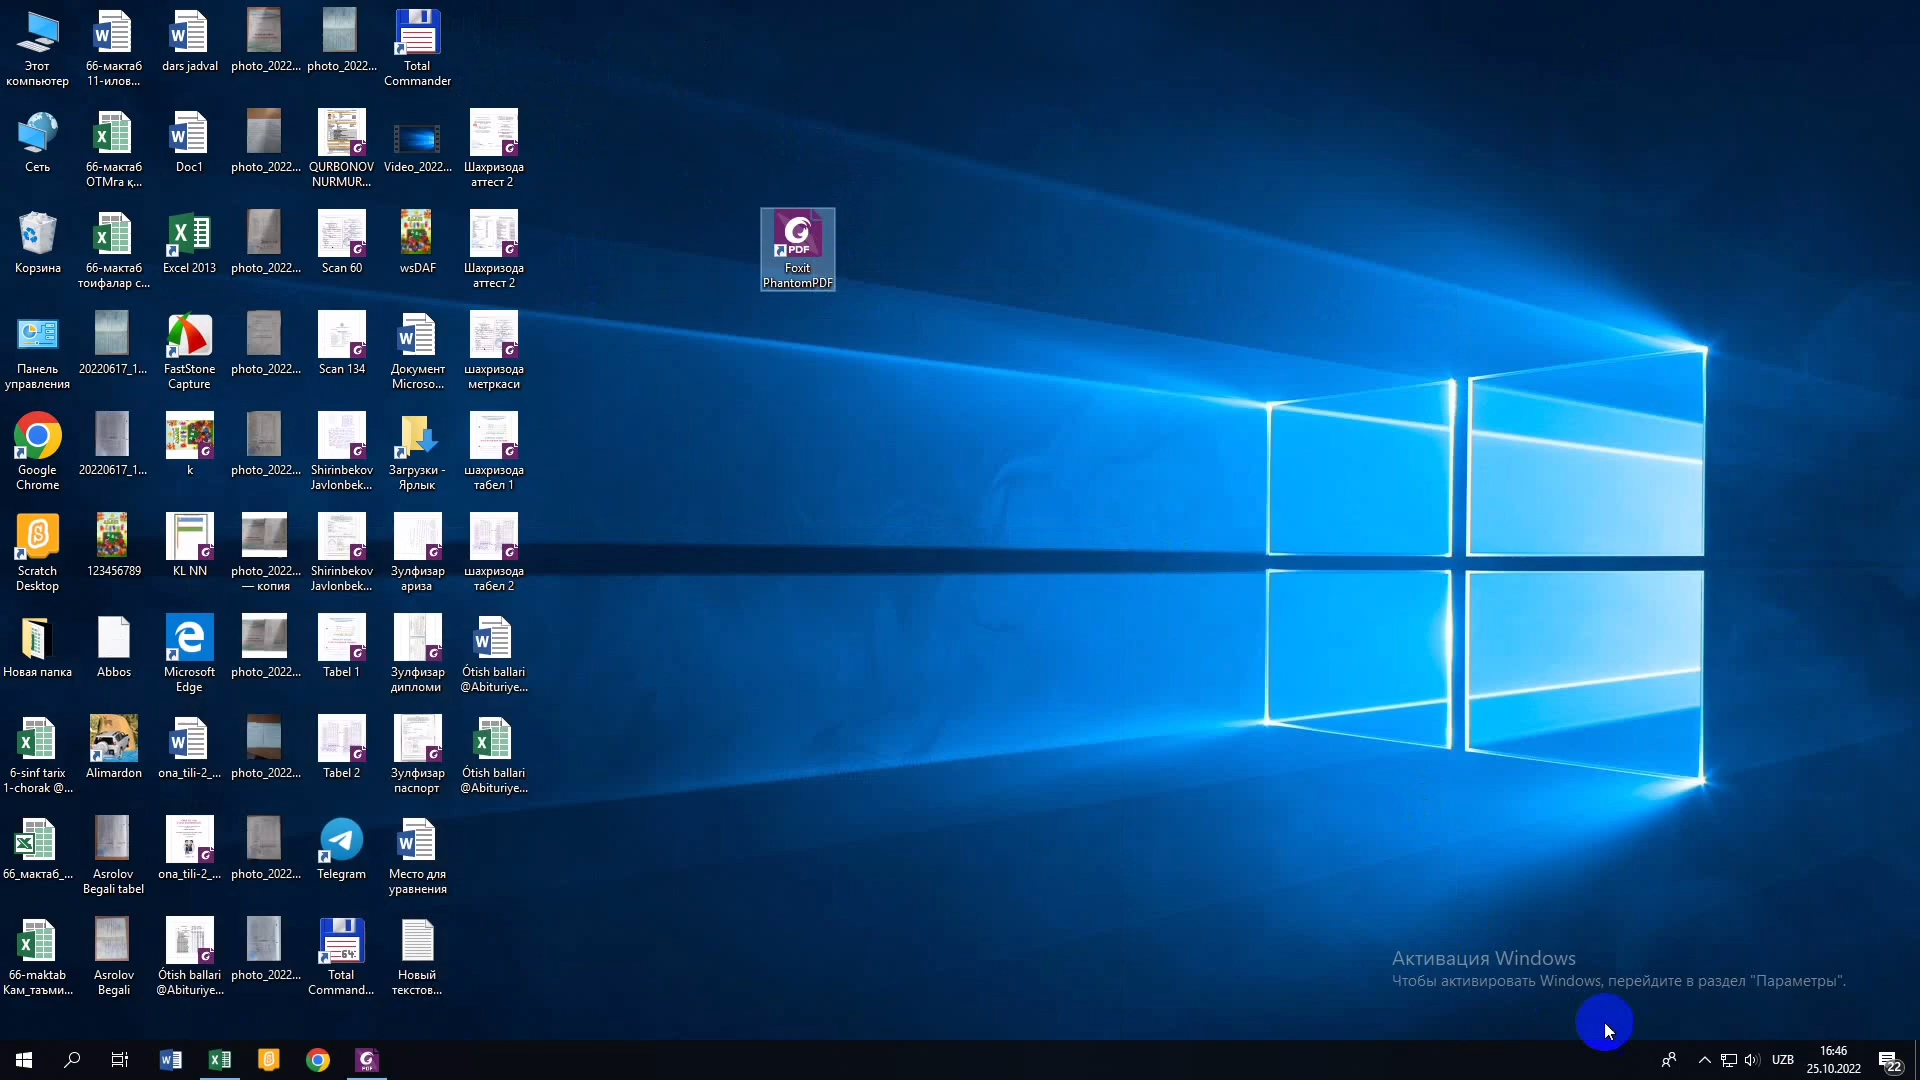 Этот
компьютер
66-мактаб
11-илов...
dars jadval
photo_2022...
photo_2022...
Total
Commander
Сеть
66-мактаб
ОТМга қ...
Doc1
photo_2022...
QURBONOV
NURMUR...
Video_2022...
Шахризода
аттест 2
Корзина
66-мактаб
тоифалар с...
Excel 2013
photo_2022...
Scan 60
wsDAF
Шахризода
аттест 2
PDF
Foxit
PhantomPDF
Панель
управления
20220617_1...
FastStone
Capture
photo_2022...
Scan 134
Документ
Microso...
шахризода
метркаси
Google
Chrome
20220617_1...
k
photo_2022...
Shirinbekov
Javlonbek...
Загрузки -
Ярлык
шахризода
табел 1
Scratch
Desktop
123456789
KL NN
photo_2022...
— копия
Shirinbekov
Javlonbek...
Зулфизар
ариза
шахризода
табел 2
Новая папка
Abbos
Microsoft
Edge
photo_2022...
Tabel 1
Зулфизар
дипломи
Ótish ballari
@Abituriye...
6-sinf tarix
1-chorak @...
Alimardon
ona_tili-2_...
photo_2022...
Tabel 2
Зулфизар
паспорт
Ótish ballari
@Abituriye...
66_мактаб_...
Asrolov
Begali tabel
ona_tili-2_...
photo_2022...
Telegram
Место для
уравнения
66-maktab
Кам_таъми...
Asrolov
Begali
Ótish ballari
@Abituriye...
photo_2022...
64
Total
Command...
Новый
текстов...
Активация Windows
Чтобы активировать Windows, перейдите в раздел "Параметры".
UZB
16:46
25.10.2022
22